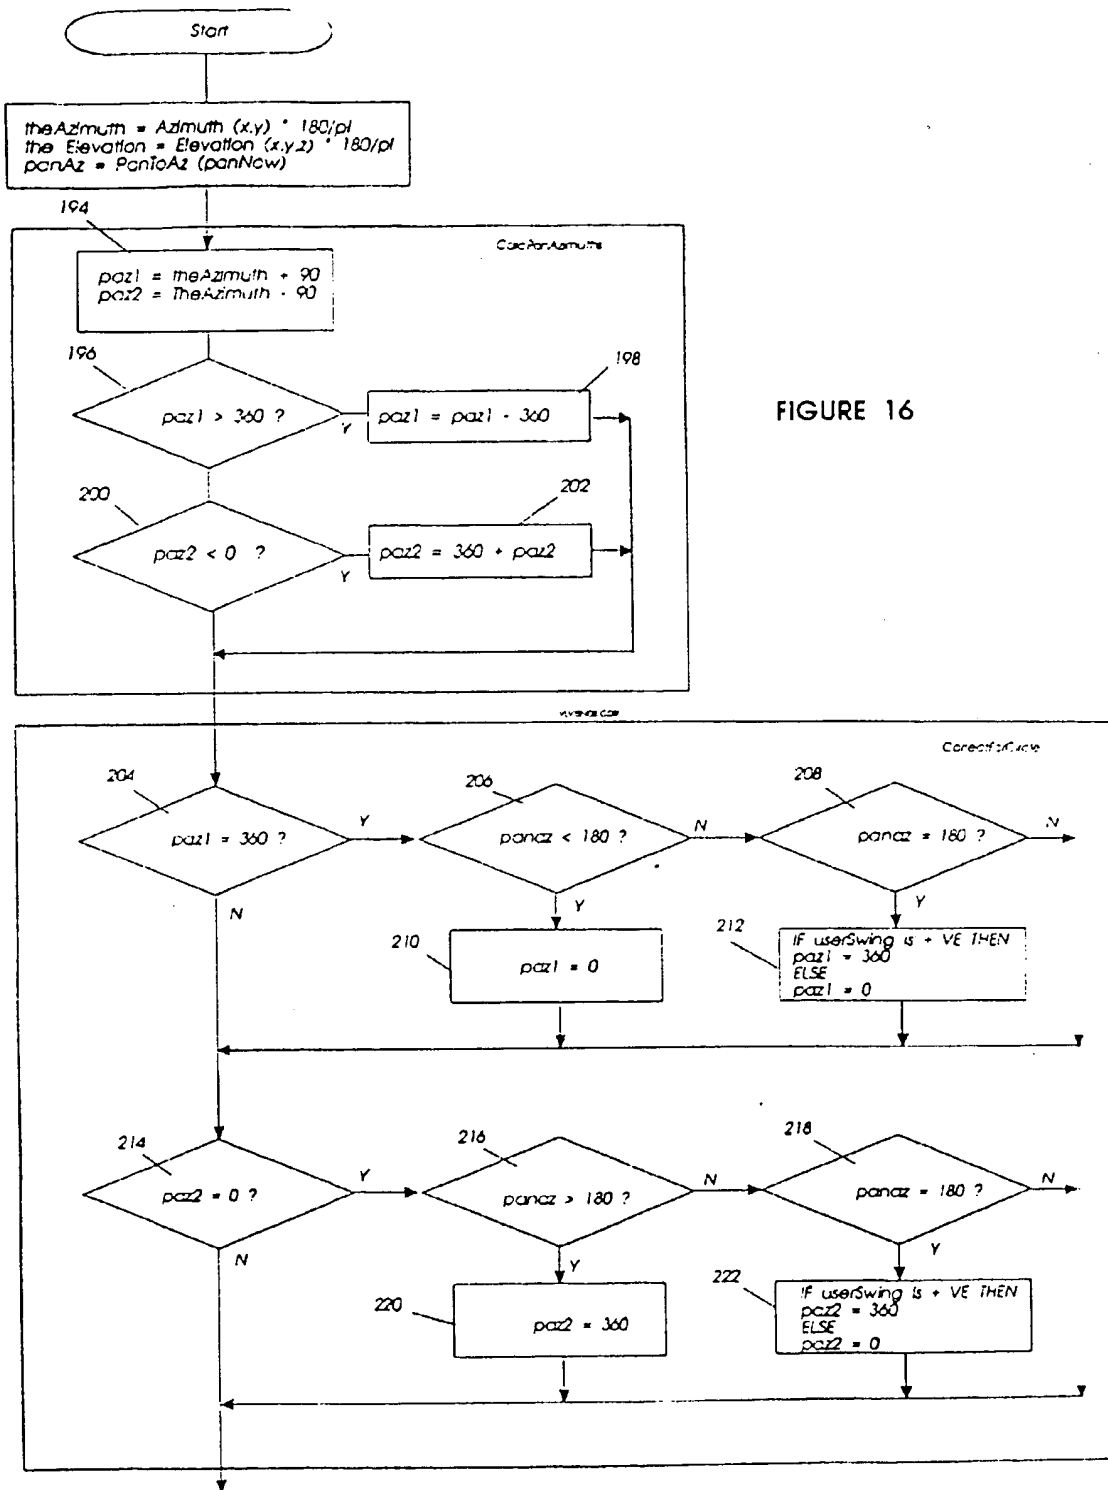 Start
theAzimuth = Azimuth (x,y) * 180/pi
the Elevation = Elevation (x,y,z) * 180/pi
panAz = PanToAz (panNow)
194
CalcPanAzimuths
paz1 = theAzimuth + 90
paz2 = TheAzimuth - 90
196
paz1 > 360 ?
Y
198
paz1 = paz1 - 360
FIGURE 16
200
paz2 < 0 ?
Y
202
paz2 = 360 + paz2
CorrectForCircle
204
paz1 = 360 ?
Y
N
206
panaz < 180 ?
N
Y
208
panaz = 180 ?
N
Y
210
paz1 = 0
212
IF userSwing is + VE THEN
paz1 = 360
ELSE
paz1 = 0
214
paz2 = 0 ?
Y
N
216
panaz > 180 ?
N
Y
218
panaz = 180 ?
N
Y
220
paz2 = 360
222
IF userSwing is + VE THEN
paz2 = 360
ELSE
paz2 = 0